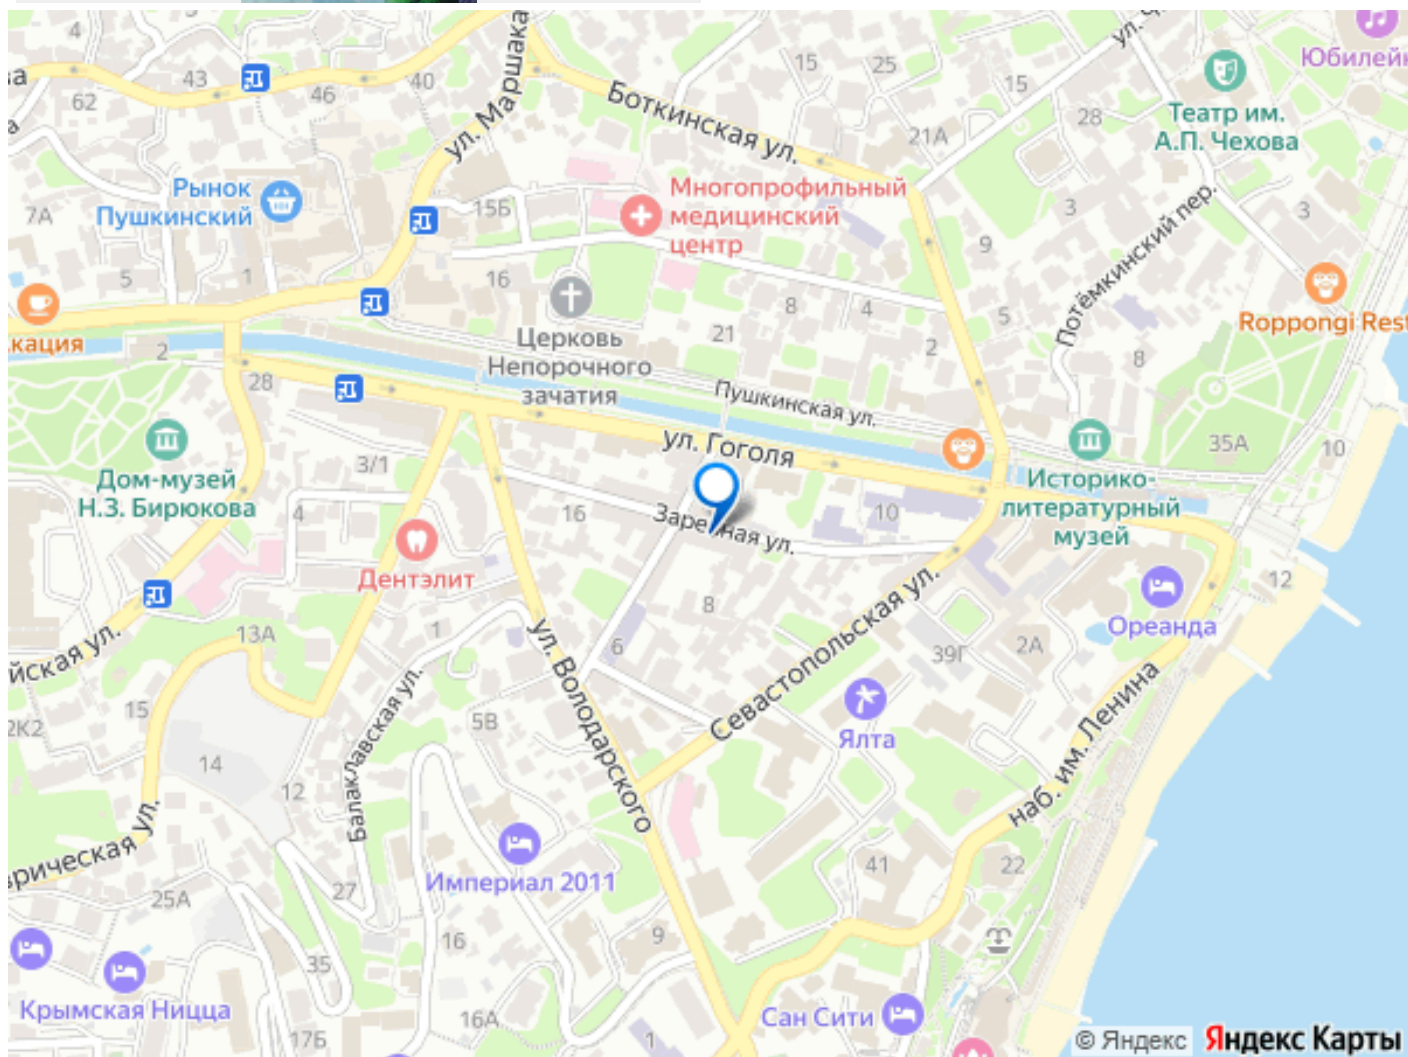 4
43
40
62
46
ул. Маршака
Боткинская ул.
15
25
15
21А
28
Юбилейн
Театр им.
А.П. Чехова
Рынок
Пушкинский
7А
15Б
Многопрофильный
медицинский
центр
3
3
9
Потёмкинский пер.
5
1
16
8
4
5
Roppongi Rest
кация
2
Церковь
Непорочного
зачатия
21
2
8
28
Пушкинская ул.
ул. Гоголя
35А
10
Дом-музей
Н.З. Бирюкова
3/1
Историко-
литературный
музей
4
16
Заречная ул.
10
Дентэлит
12
8
Ореанда
13А
1
6
ул. Володарского
Севастопольская ул.
39Г
2А
йская ул.
15
2К2
5В
Балаклавская ул.
Ялта
наб. им. Ленина
14
12
врическая ул.
Империал 2011
41
22
25А
27
16
9
35
Крымская Ницца
17Б
16А
1
Сан Сити
© Яндекс Яндекс Карты